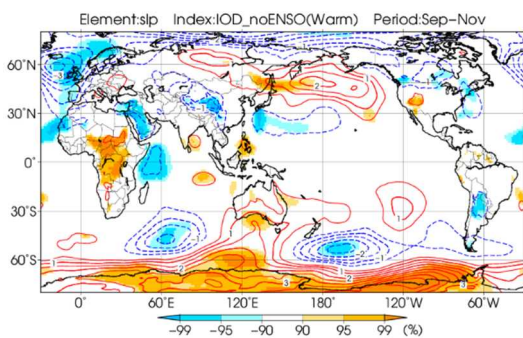 Element:slp Index:IOD_noENSO(Warm) Period:Sep-Nov
60°N
30°N
0°
30°S
60°S
0° 60°E 120°E 180° 120°W 60°W
-99 -95 -90 90 95 99 (%)